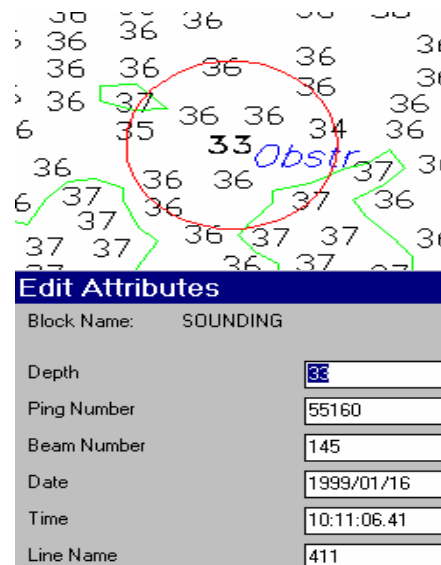 36 36 36
36 36 36 36
36 36 36 36
36 37 36 36
35 36 36 34 36
33 Obstr
36 36 36 37
37 36 37 36
37
37 37 36 37 37
36 37
Edit Attributes
Block Name: SOUNDING
Depth 33
Ping Number 55160
Beam Number 145
Date 1999/01/16
Time 10:11:06.41
Line Name 411